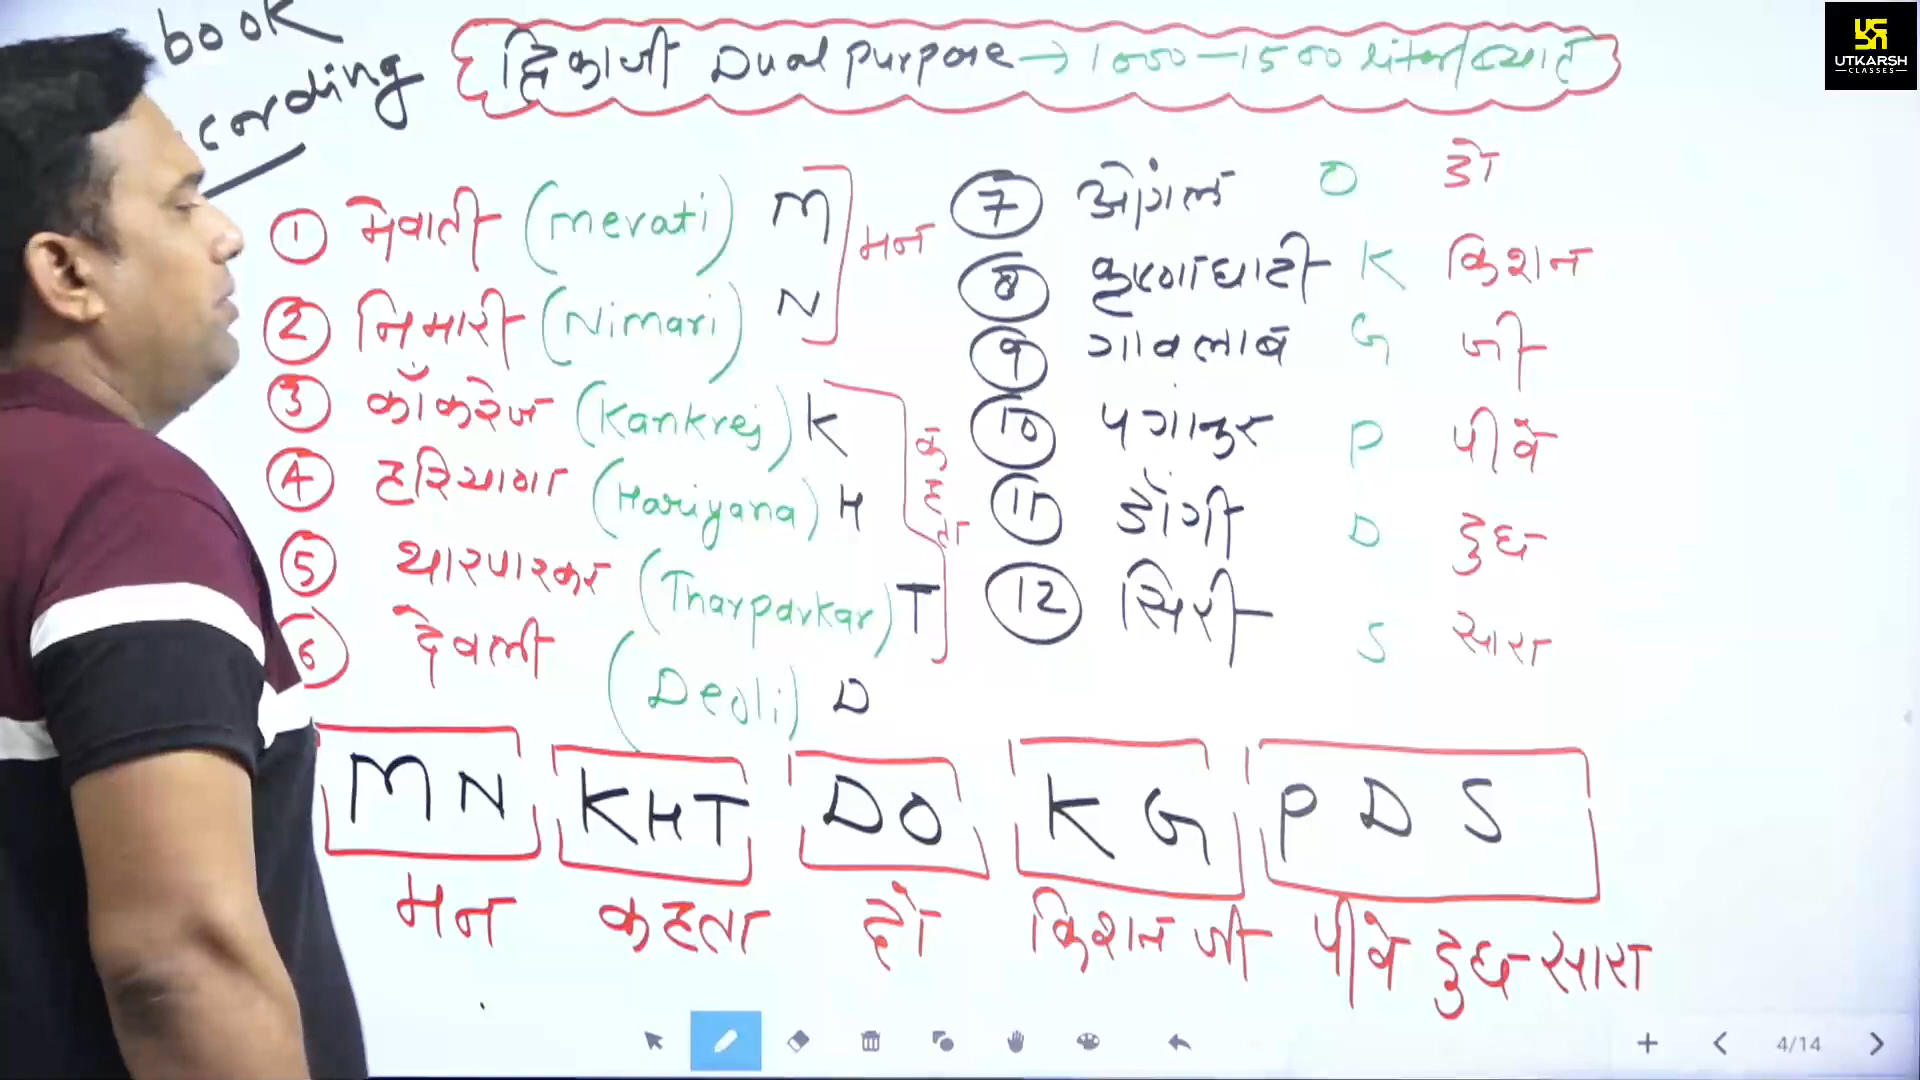 book
cording
द्विकाजी Dual purpose → 1000-1500 liter/व्यात
UTKARSH
CLASSES
① मेवाती (merati) M
② निमारी (Nimari) N
मन
③ काँकरेज (Kankrej) K
④ हरियाणा (Hariyana) H
⑤ थारपारकर (Tharparkar) T
कहता
⑥ देवली (Deoli) D
⑦ ओंगल O डो
⑧ कृष्णाघाटी K किशन
⑨ गावलाव G जी
⑩ P पीवे
⑪ डाँगी D दुध
⑫ सिरी S सारा
MN KHT DO KG PDS
मन कहता दो किशन जी पीवे दुध सारा
4/14